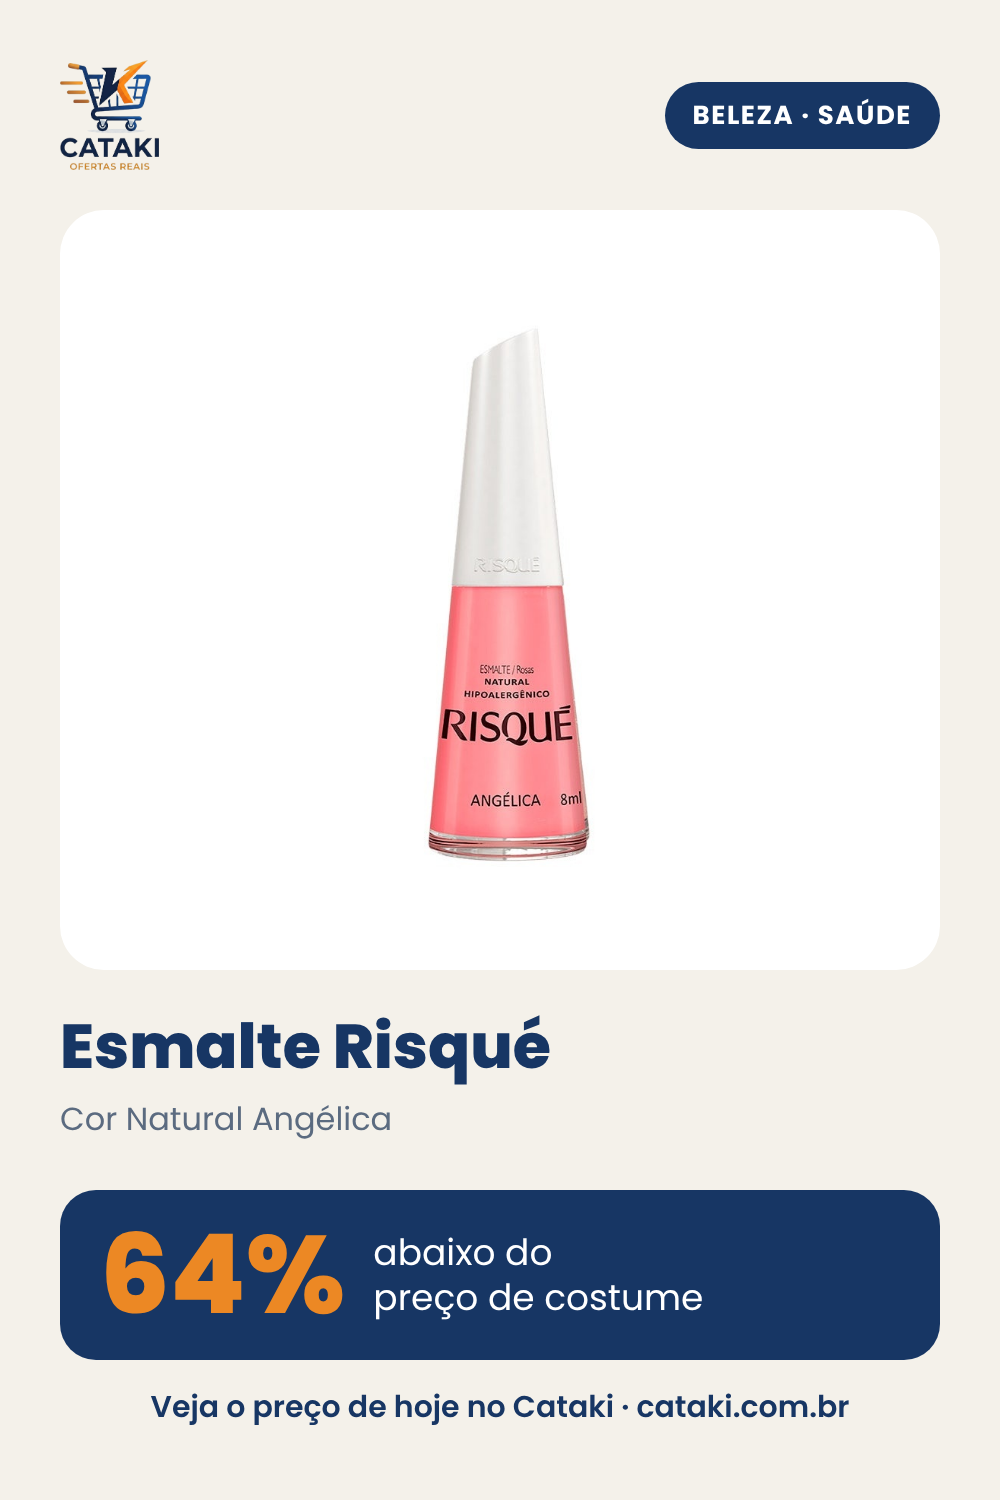 CATAKI
OFERTAS REAIS
BELEZA · SAÚDE
RISQUÉ
ESMALTE / Rosas
NATURAL
HIPOALERGÊNICO
RISQUÉ
ANGÉLICA 8ml
Esmalte Risqué
Cor Natural Angélica
64% abaixo do
preço de costume
Veja o preço de hoje no Cataki · cataki.com.br